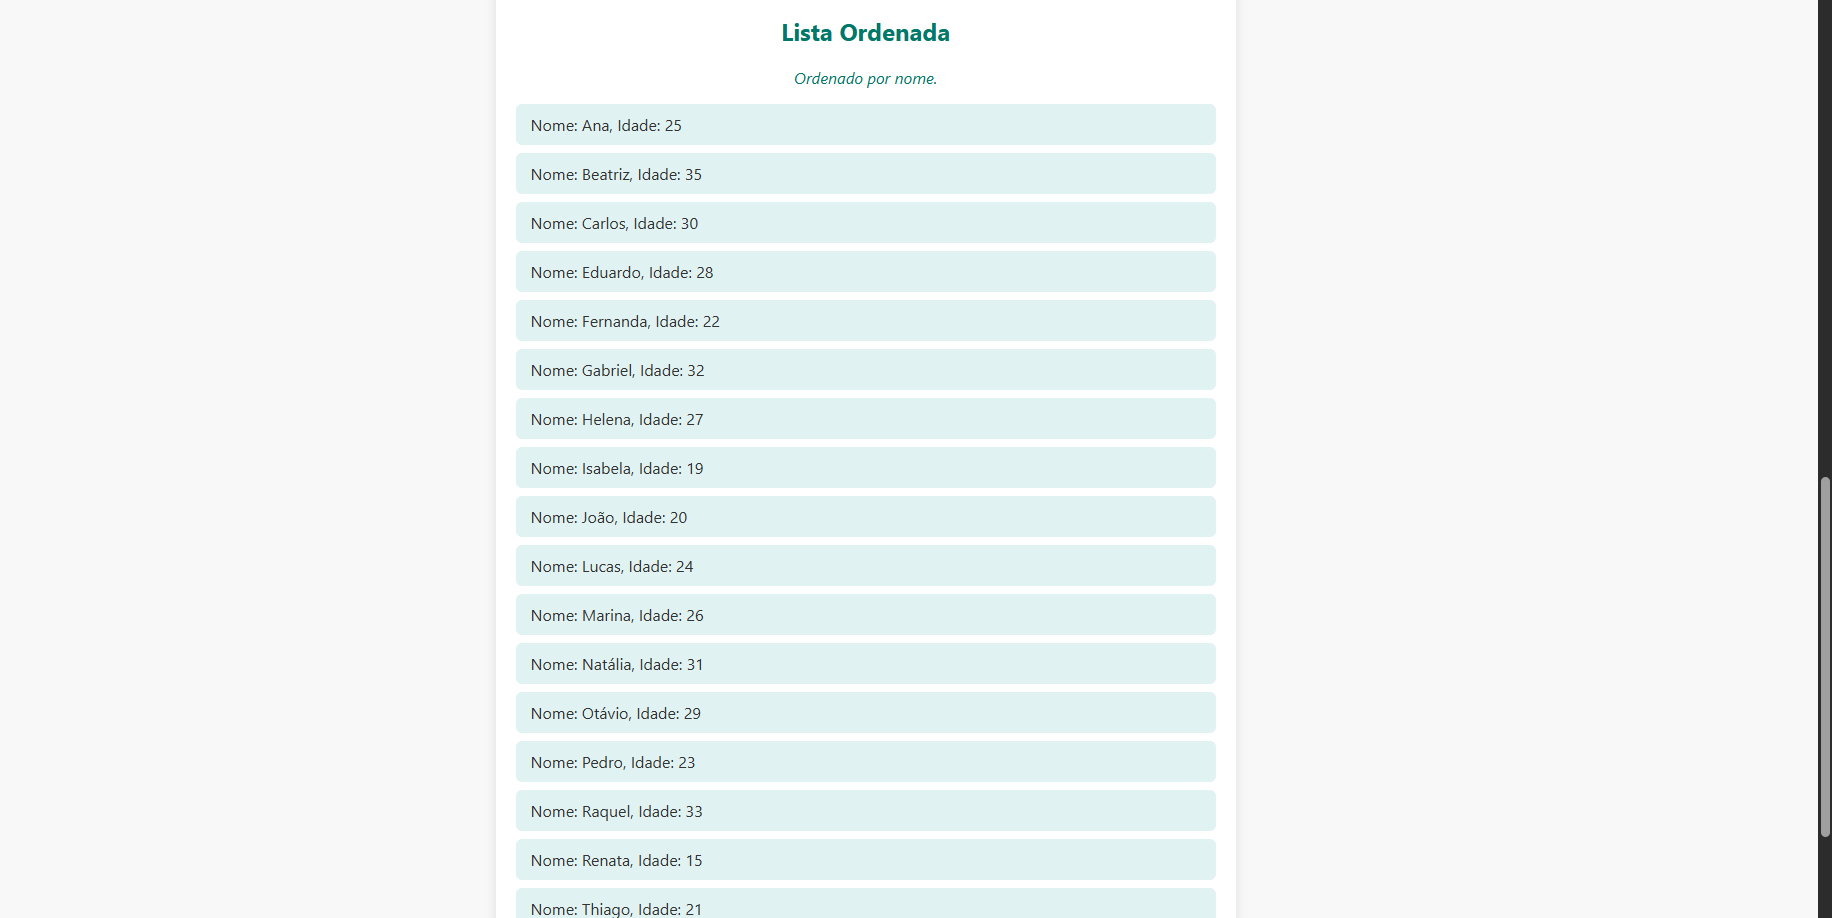 Lista Ordenada
Ordenado por nome.
Nome: Ana, Idade: 25
Nome: Beatriz, Idade: 35
Nome: Carlos, Idade: 30
Nome: Eduardo, Idade: 28
Nome: Fernanda, Idade: 22
Nome: Gabriel, Idade: 32
Nome: Helena, Idade: 27
Nome: Isabela, Idade: 19
Nome: João, Idade: 20
Nome: Lucas, Idade: 24
Nome: Marina, Idade: 26
Nome: Natália, Idade: 31
Nome: Otávio, Idade: 29
Nome: Pedro, Idade: 23
Nome: Raquel, Idade: 33
Nome: Renata, Idade: 15
Nome: Thiago, Idade: 21